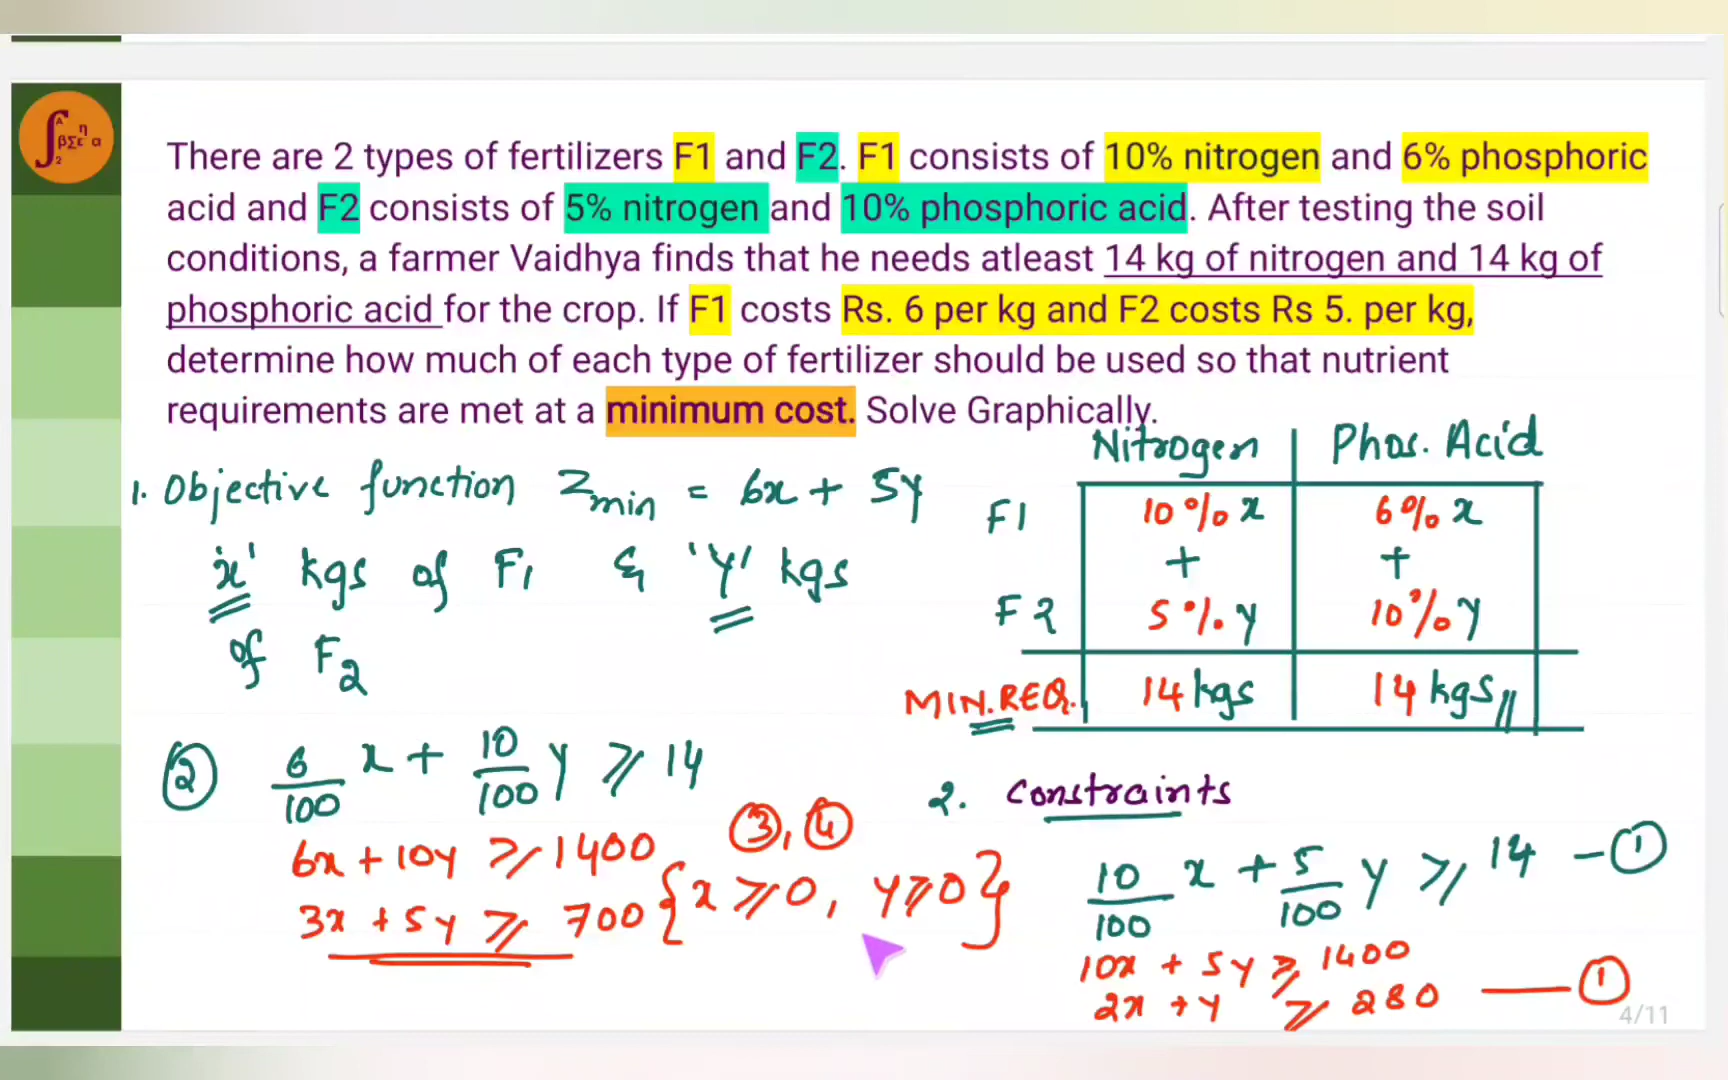 There are 2 types of fertilizers F1 and F2. F1 consists of 10% nitrogen and 6% phosphoric
acid and F2 consists of 5% nitrogen and 10% phosphoric acid. After testing the soil
conditions, a farmer Vaidhya finds that he needs atleast 14 kg of nitrogen and 14 kg of
phosphoric acid for the crop. If F1 costs Rs. 6 per kg and F2 costs Rs 5. per kg,
determine how much of each type of fertilizer should be used so that nutrient
requirements are met at a minimum cost. Solve Graphically.
1. Objective function Zmin = 6x + 5y
'x' kgs of F1 & 'y' kgs
of F2
Nitrogen Phos. Acid
F1 10%x 6%x
+ +
F2 5%y 10%y
MIN. REQ. 14 kgs 14 kgs
② 6/100 x + 10/100 y ≥ 14
6x + 10y ≥ 1400
3x + 5y ≥ 700
③, ④
{x ≥ 0, y ≥ 0}
2. Constraints
10/100 x + 5/100 y ≥ 14 – ①
10x + 5y ≥ 1400
2x + y ≥ 280 — ①
4/11